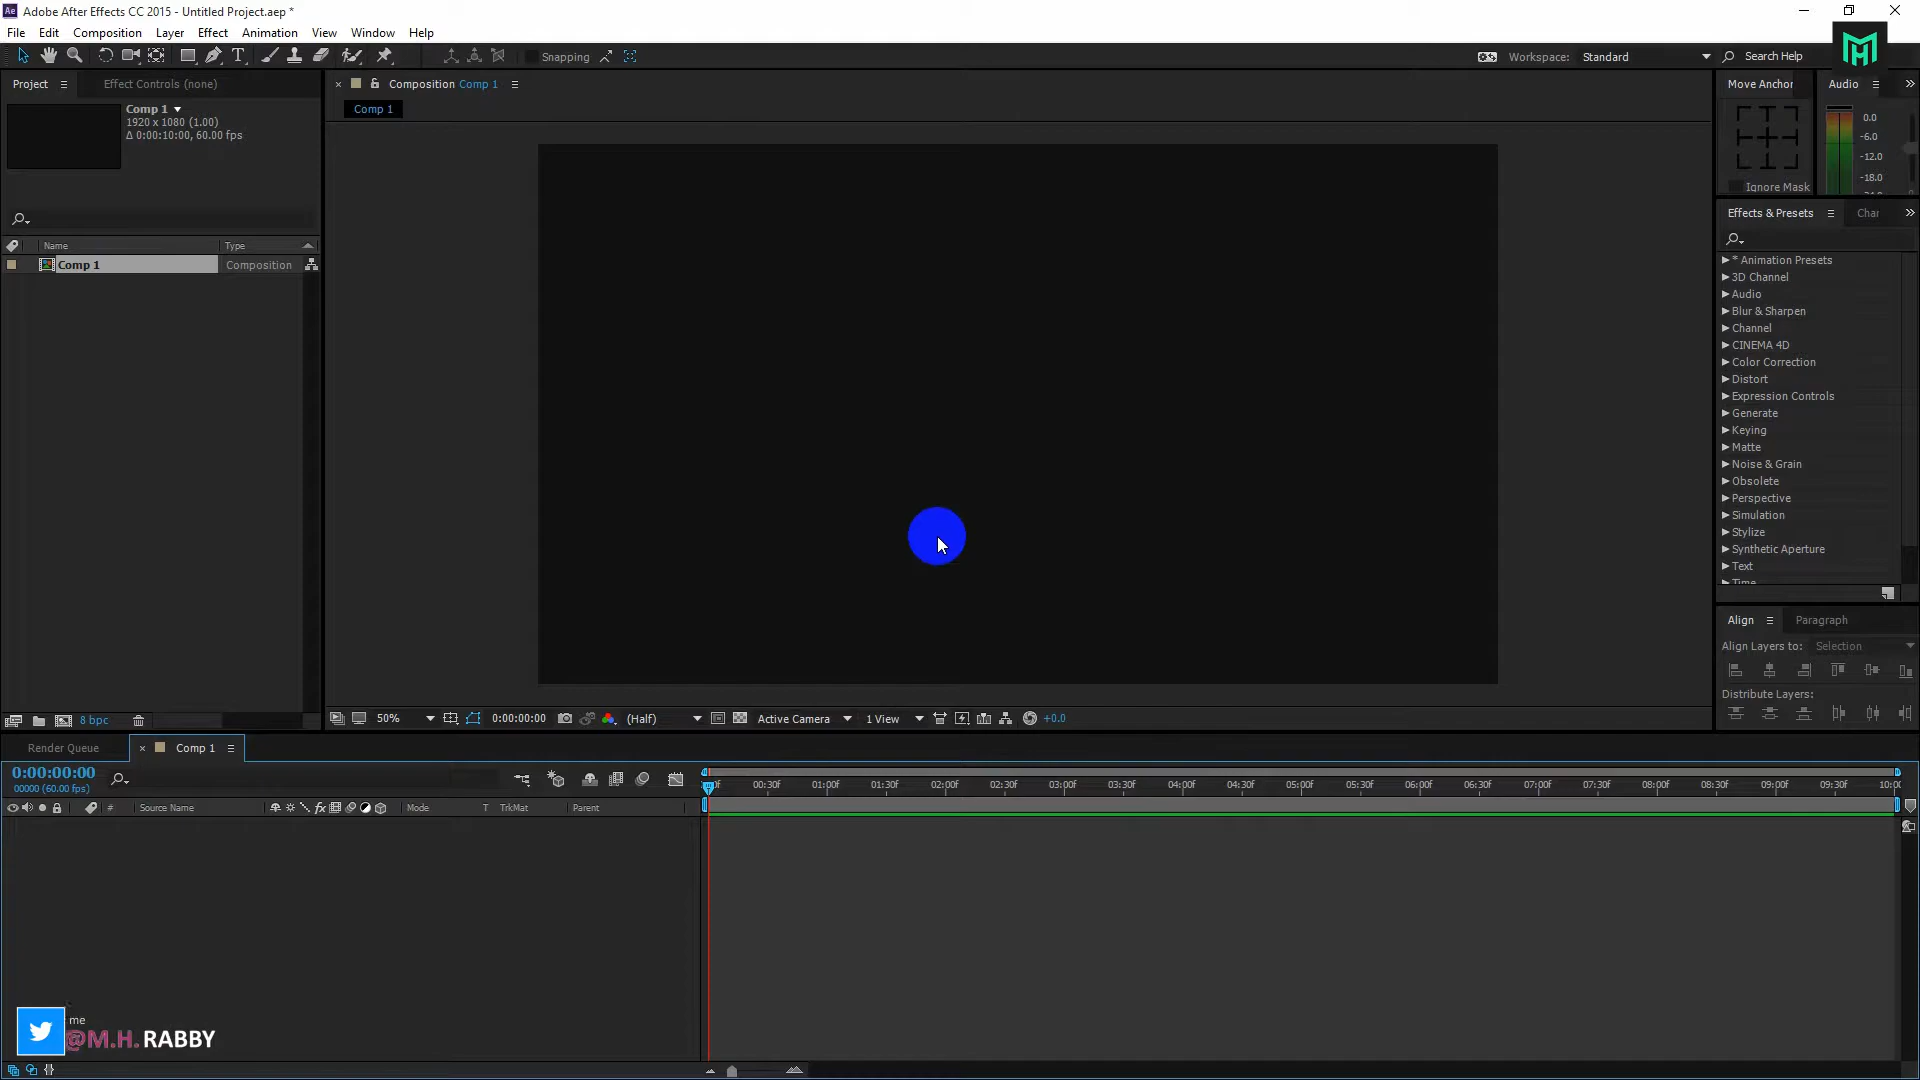 Adobe After Effects CC 2015 - Untitled Project.aep *
File Edit Composition Layer Effect Animation View Window Help
Snapping
Workspace: Standard
Search Help
Project
Effect Controls (none)
Comp 1
1920 x 1080 (1.00)
Δ 0:00:10:00, 60.00 fps
Name Type
Comp 1 Composition
8 bpc
Composition Comp 1
Comp 1
50%
0:00:00:00
(Half)
Active Camera
1 View
+0.0
Move Anchor
Ignore Mask
Audio
0.0
-6.0
-12.0
-18.0
Effects & Presets
Char
* Animation Presets
3D Channel
Audio
Blur & Sharpen
Channel
CINEMA 4D
Color Correction
Distort
Expression Controls
Generate
Keying
Matte
Noise & Grain
Obsolete
Perspective
Simulation
Stylize
Synthetic Aperture
Text
Time
Align
Paragraph
Align Layers to: Selection
Distribute Layers:
Render Queue
Comp 1
0:00:00:00
00000 (60.00 fps)
# Source Name Mode T TrkMat Parent
00:30f 01:00f 01:30f 02:00f 02:30f 03:00f 03:30f 04:00f 04:30f 05:00f 05:30f 06:00f 06:30f 07:00f 07:30f 08:00f 08:30f 09:00f 09:30f 10:00
me
@M.H. RABBY